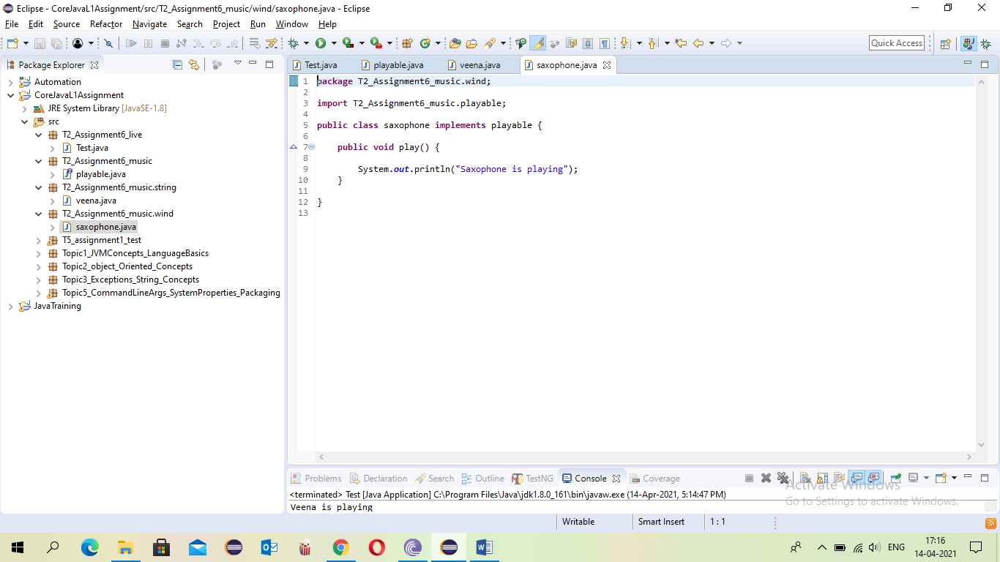 Eclipse - CoreJavaL1Assignment/src/T2_Assignment6_music/wind/saxophone.java - Eclipse
File Edit Source Refactor Navigate Search Project Run Window Help
Quick Access
Package Explorer
Automation
CoreJavaL1Assignment
JRE System Library [JavaSE-1.8]
src
T2_Assignment6_live
Test.java
T2_Assignment6_music
playable.java
T2_Assignment6_music.string
veena.java
T2_Assignment6_music.wind
saxophone.java
T5_assignment1_test
Topic1_JVMConcepts_LanguageBasics
Topic2_object_Oriented_Concepts
Topic3_Exceptions_String_Concepts
Topic5_CommandLineArgs_SystemProperties_Packaging
JavaTraining
Test.java playable.java veena.java saxophone.java
1 package T2_Assignment6_music.wind;
2
3 import T2_Assignment6_music.playable;
4
5 public class saxophone implements playable {
6
7 public void play() {
8
9 System.out.println("Saxophone is playing");
10 }
11
12 }
13
Problems Declaration Search Outline TestNG Console Coverage
<terminated> Test [Java Application] C:\Program Files\Java\jdk1.8.0_161\bin\javaw.exe (14-Apr-2021, 5:14:47 PM)
Veena is playing
Activate Windows
Go to Settings to activate Windows.
Writable Smart Insert 1 : 1
ENG
17:16
14-04-2021